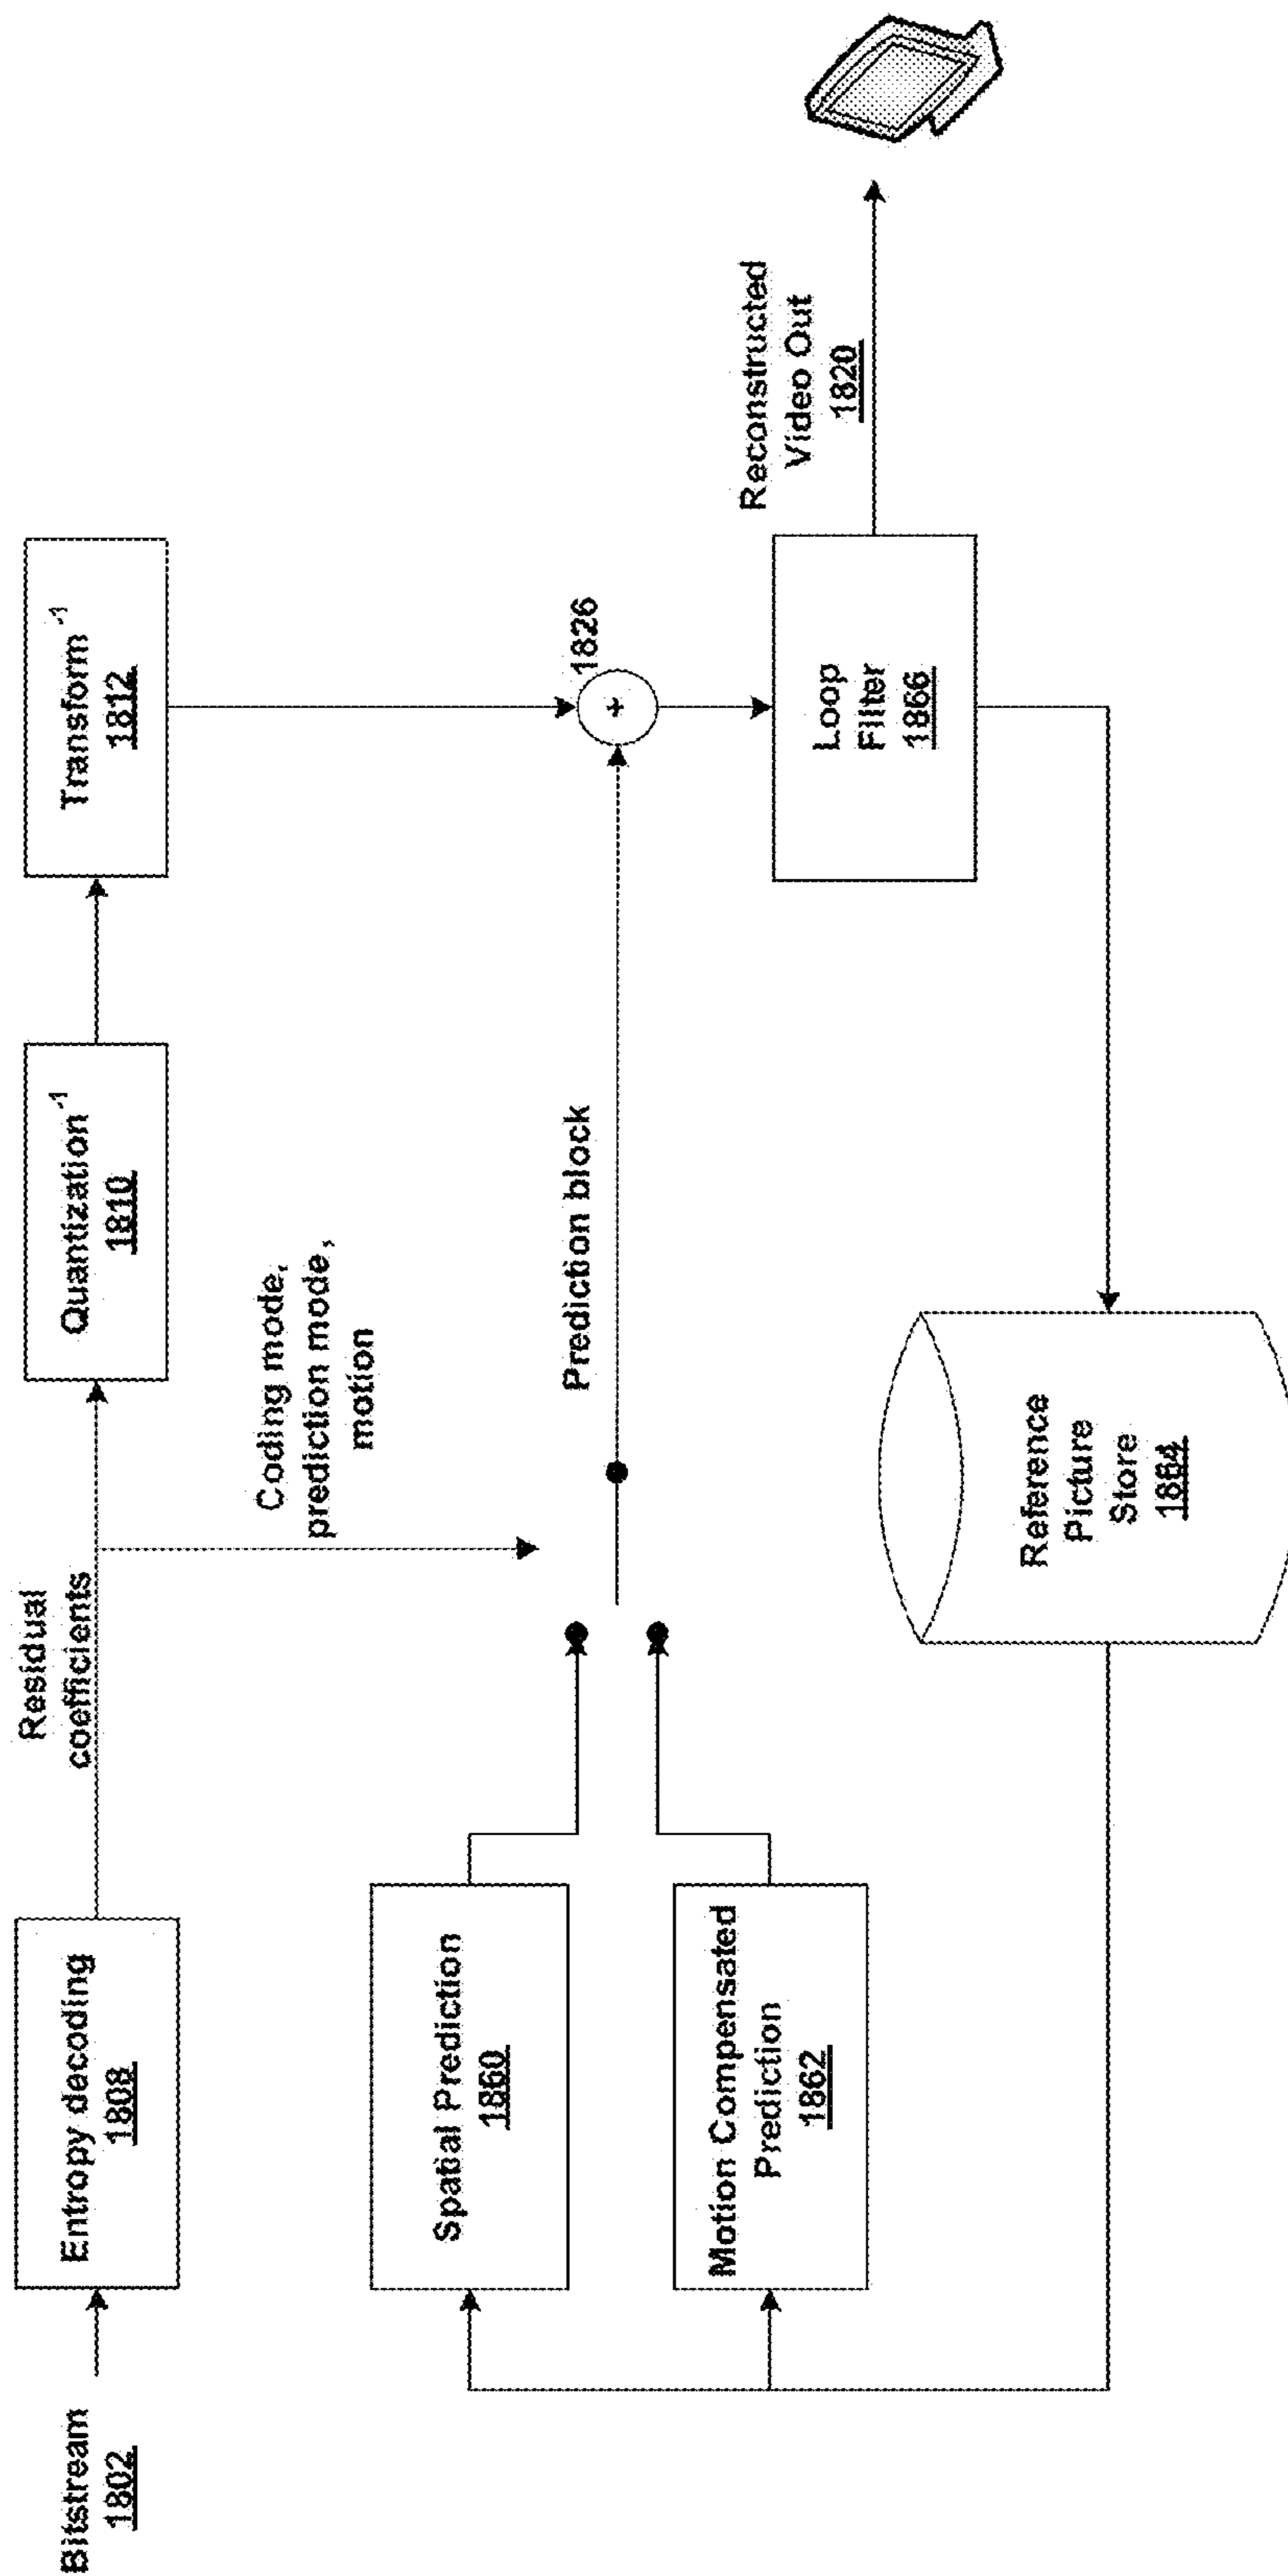 Bitstream
1802
Entropy decoding
1808
Residual
coefficients
Quantization-1
1810
Transform-1
1812
Coding mode,
prediction mode,
motion
Spatial Prediction
1860
Motion Compensated
Prediction
1862
Prediction block
1826
+
Loop
Filter
1866
Reconstructed
Video Out
1820
Reference
Picture
Store
1864